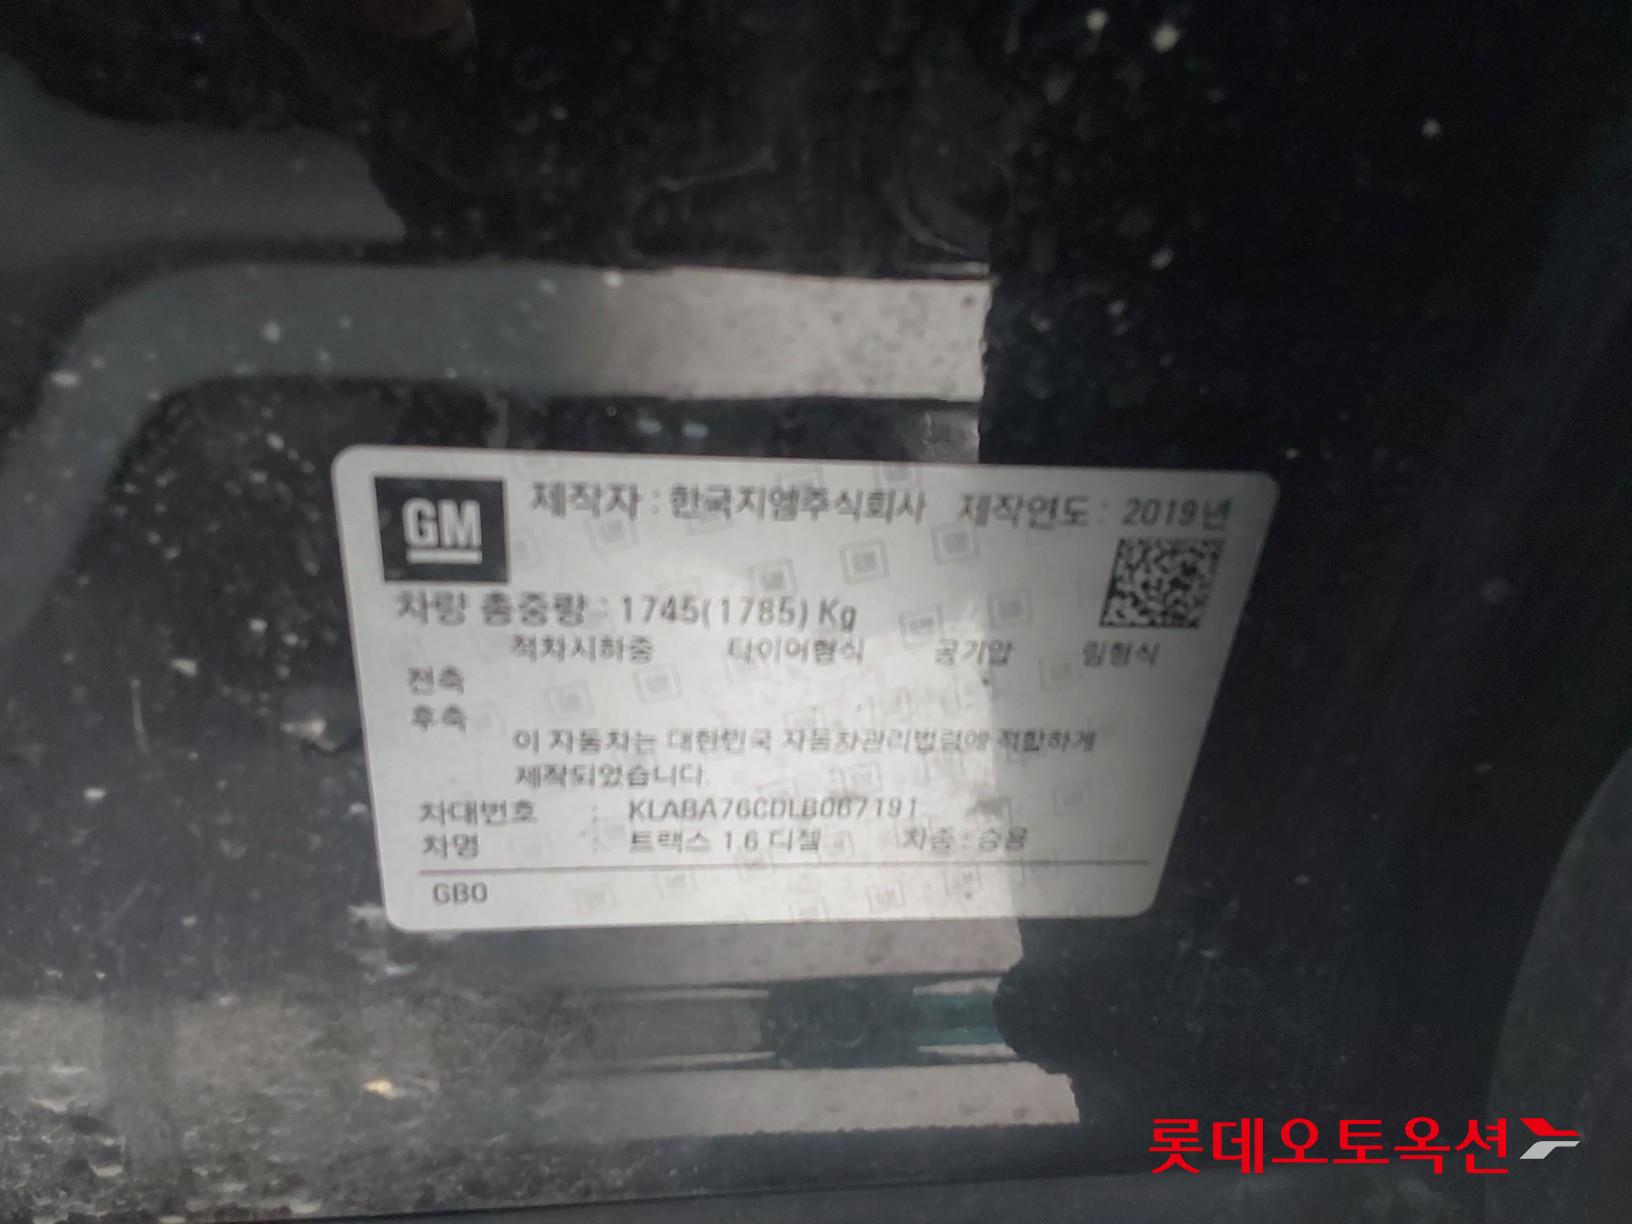 GM
제작자 : 한국지엠주식회사 제작연도 : 2019년
차량 총중량 : 1745(1785) Kg
적차시하중 타이어형식 공기압 림형식
전축
후축
이 자동차는 대한민국 자동차관리법령에 적합하게
제작되었습니다.
차대번호 : KLABA76CDLB067191
차명 : 트랙스 1.6 디젤 차종 : 승용
GB0
롯데오토옥션